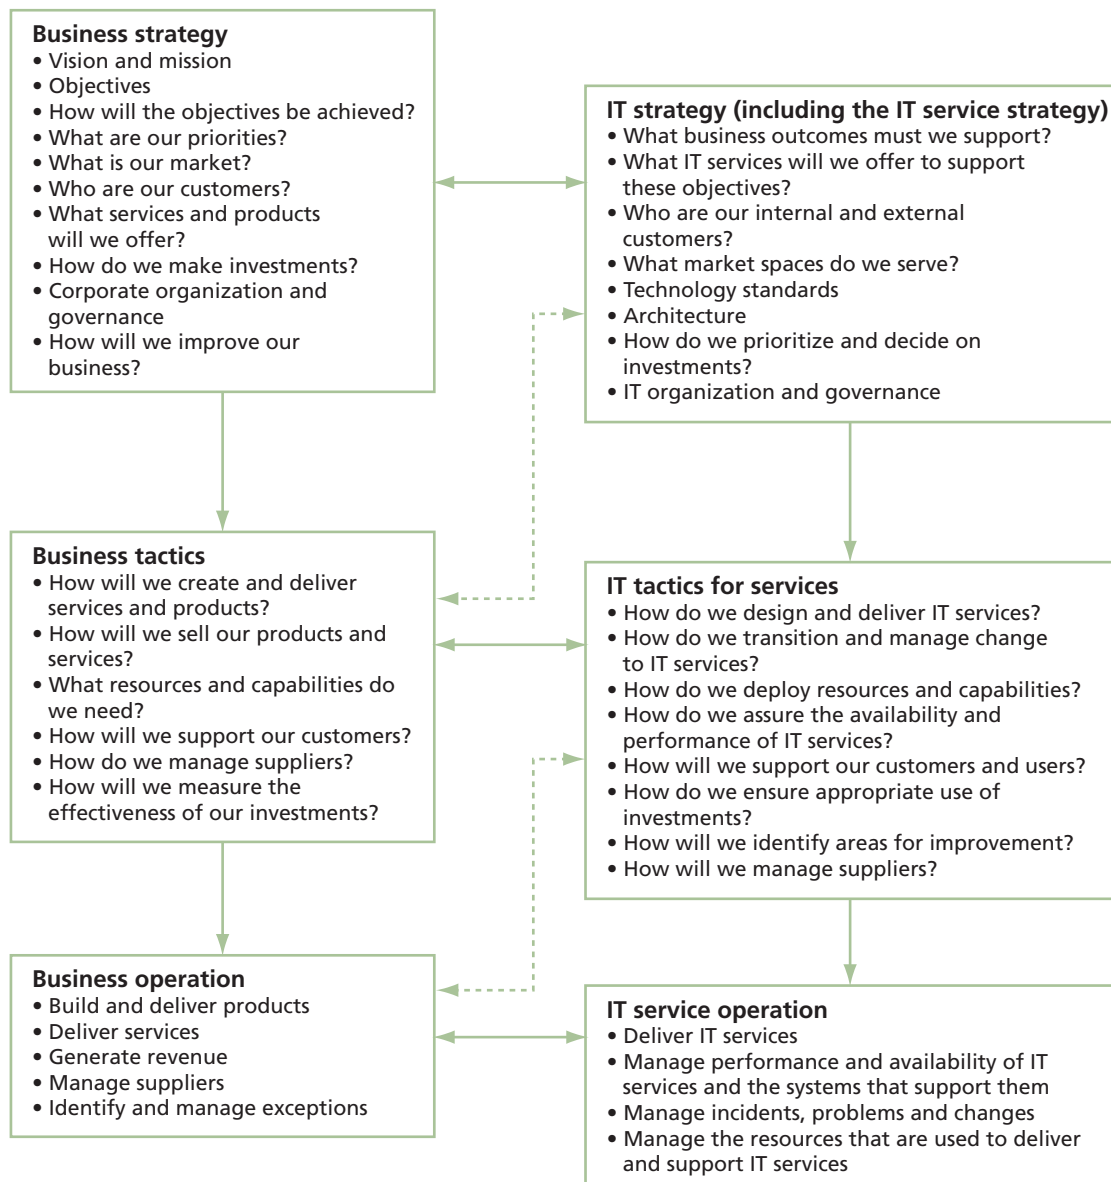 Business strategy
• Vision and mission
• Objectives
• How will the objectives be achieved?
• What are our priorities?
• What is our market?
• Who are our customers?
• What services and products
will we offer?
• How do we make investments?
• Corporate organization and
governance
• How will we improve our
business?
IT strategy (including the IT service strategy)
• What business outcomes must we support?
• What IT services will we offer to support
these objectives?
• Who are our internal and external
customers?
• What market spaces do we serve?
• Technology standards
• Architecture
• How do we prioritize and decide on
investments?
• IT organization and governance
Business tactics
• How will we create and deliver
services and products?
• How will we sell our products and
services?
• What resources and capabilities do
we need?
• How will we support our customers?
• How do we manage suppliers?
• How will we measure the
effectiveness of our investments?
IT tactics for services
• How do we design and deliver IT services?
• How do we transition and manage change
to IT services?
• How do we deploy resources and capabilities?
• How do we assure the availability and
performance of IT services?
• How will we support our customers and users?
• How do we ensure appropriate use of
investments?
• How will we identify areas for improvement?
• How will we manage suppliers?
Business operation
• Build and deliver products
• Deliver services
• Generate revenue
• Manage suppliers
• Identify and manage exceptions
IT service operation
• Deliver IT services
• Manage performance and availability of IT
services and the systems that support them
• Manage incidents, problems and changes
• Manage the resources that are used to deliver
and support IT services